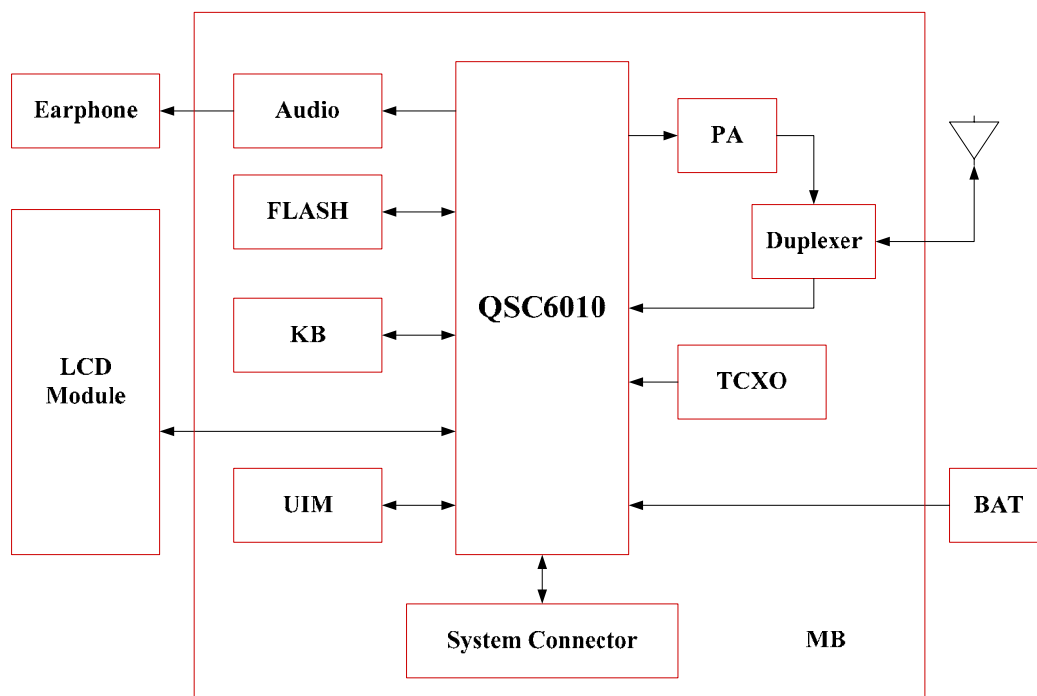 Earphone
Audio
PA
FLASH
Duplexer
QSC6010
KB
LCD
Module
TCXO
UIM
BAT
System Connector
MB